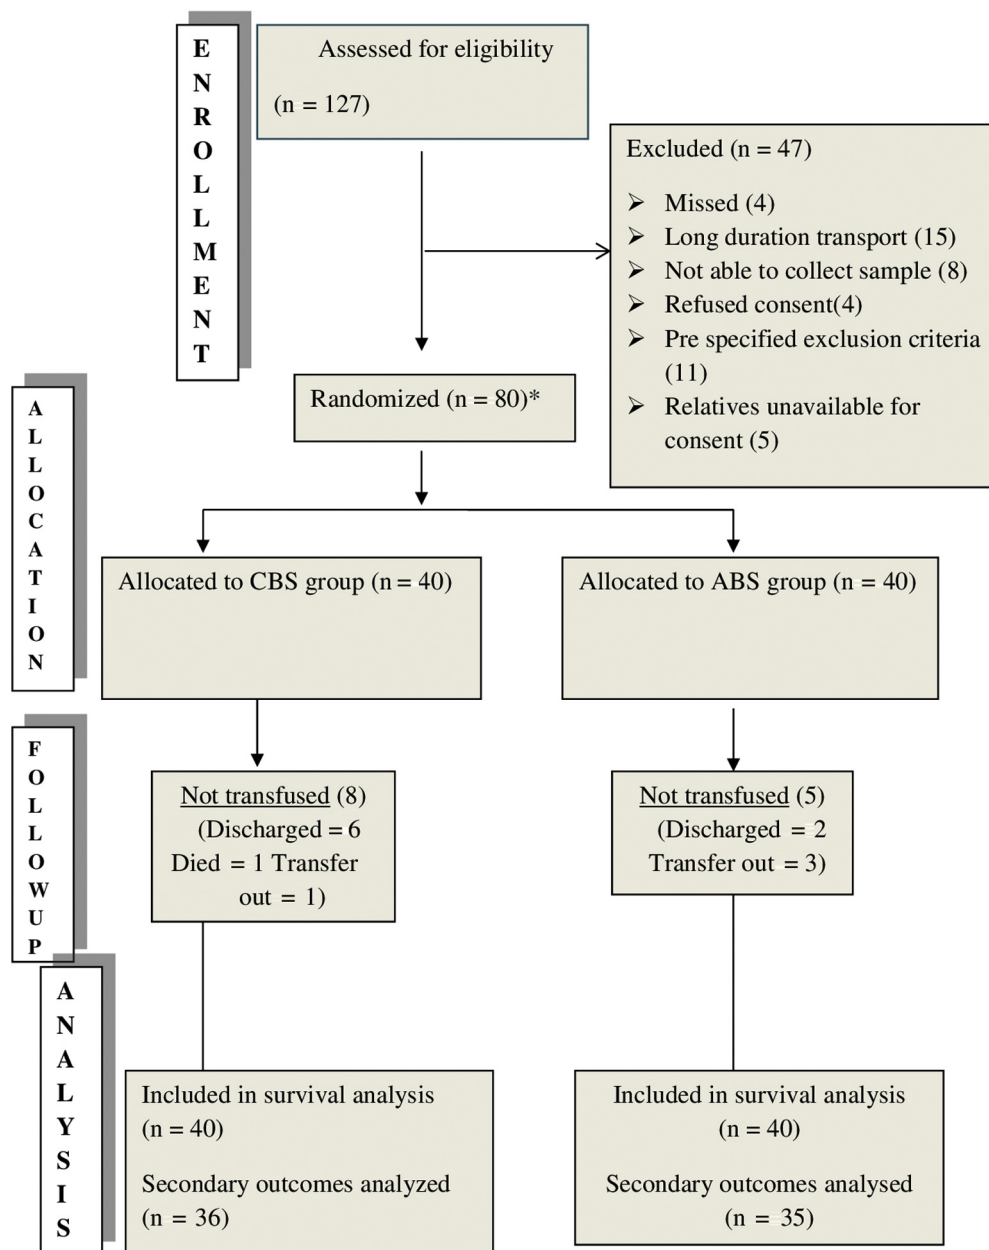 ENROLLMENT
Assessed for eligibility
(n = 127)
Excluded (n = 47)
➢ Missed (4)
➢ Long duration transport (15)
➢ Not able to collect sample (8)
➢ Refused consent(4)
➢ Pre specified exclusion criteria
(11)
➢ Relatives unavailable for
consent (5)
Randomized (n = 80)*
ALLOCATION
Allocated to CBS group (n = 40)
Allocated to ABS group (n = 40)
FOLLOWUP
Not transfused (8)
(Discharged = 6
Died = 1 Transfer
out = 1)
Not transfused (5)
(Discharged = 2
Transfer out = 3)
ANALYSIS
Included in survival analysis
(n = 40)
Secondary outcomes analyzed
(n = 36)
Included in survival analysis
(n = 40)
Secondary outcomes analysed
(n = 35)